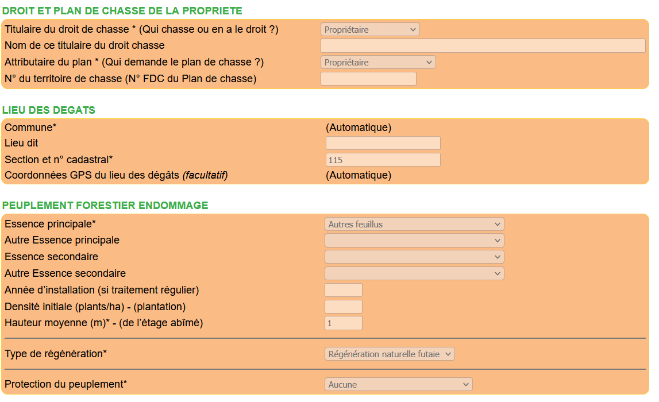 DROIT ET PLAN DE CHASSE DE LA PROPRIETE
Titulaire du droit de chasse * (Qui chasse ou en a le droit ?) Propriétaire
Nom de ce titulaire du droit chasse
Attributaire du plan * (Qui demande le plan de chasse ?) Propriétaire
N° du territoire de chasse (N° FDC du Plan de chasse)
LIEU DES DEGATS
Commune* (Automatique)
Lieu dit
Section et n° cadastral* 115
Coordonnées GPS du lieu des dégâts (facultatif) (Automatique)
PEUPLEMENT FORESTIER ENDOMMAGE
Essence principale* Autres feuillus
Autre Essence principale
Essence secondaire
Autre Essence secondaire
Année d'installation (si traitement régulier)
Densité initiale (plants/ha) - (plantation)
Hauteur moyenne (m)* - (de l'étage abîmé) 1
Type de régénération* Régénération naturelle futaie
Protection du peuplement* Aucune